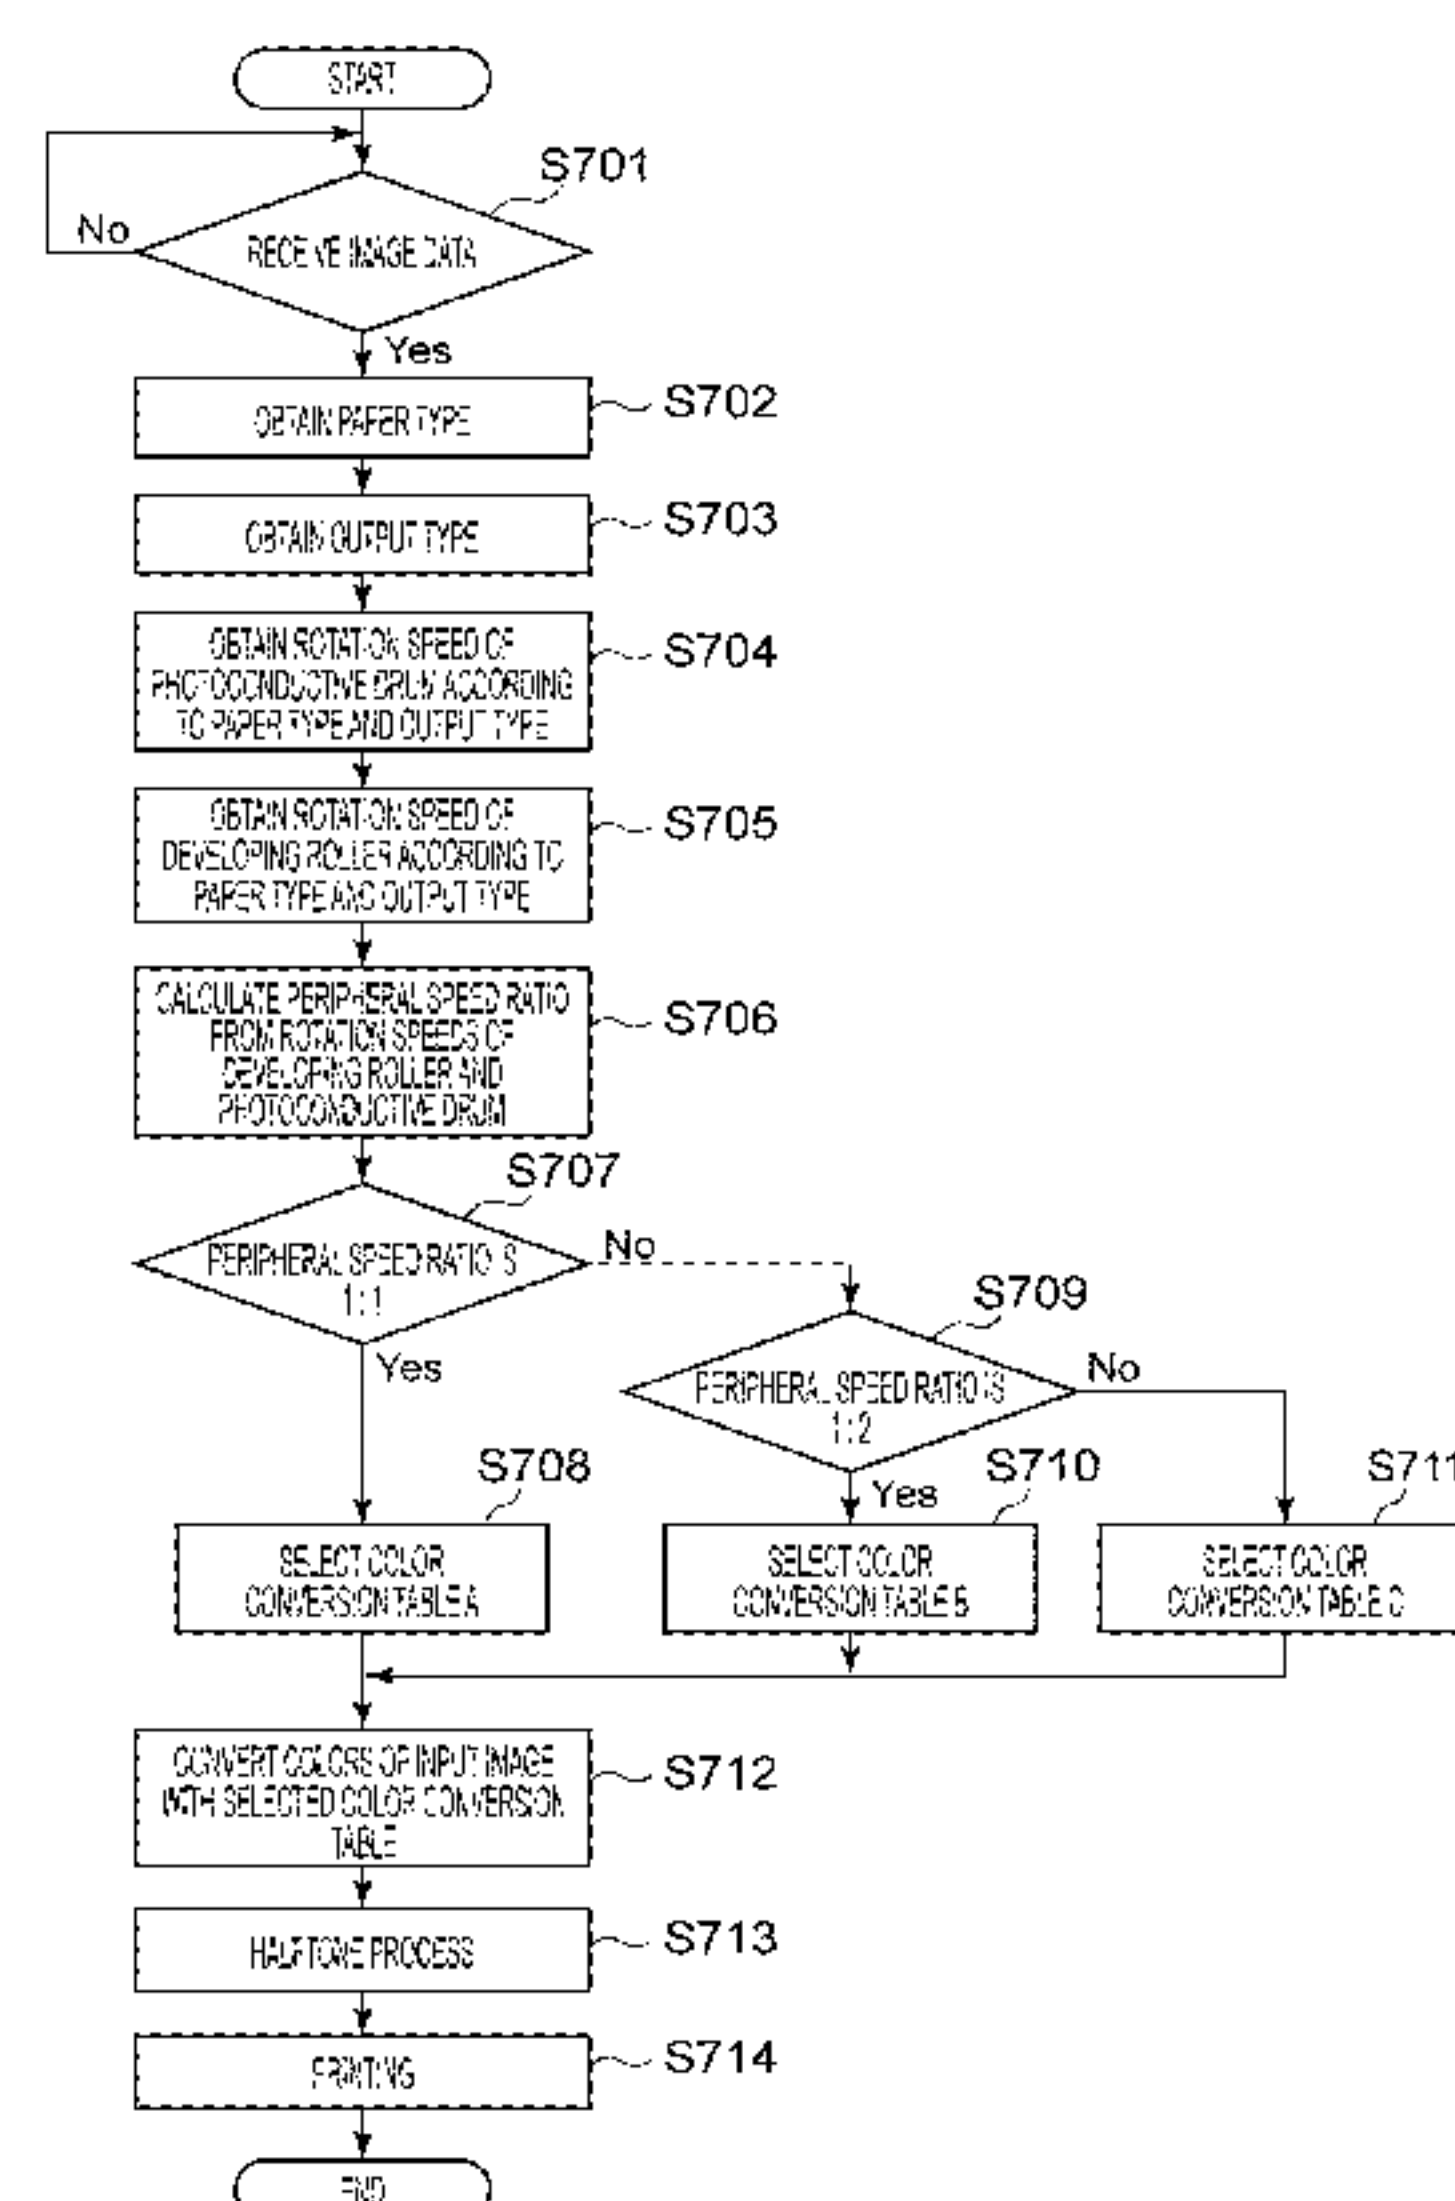 START
S701
No
RECEIVE IMAGE DATA
Yes
S702
OBTAIN PAPER TYPE
S703
OBTAIN OUTPUT TYPE
S704
OBTAIN ROTATION SPEED OF
PHOTOCONDUCTIVE DRUM ACCORDING
TO PAPER TYPE AND OUTPUT TYPE
S705
OBTAIN ROTATION SPEED OF
DEVELOPING ROLLER ACCORDING TO
PAPER TYPE AND OUTPUT TYPE
S706
CALCULATE PERIPHERAL SPEED RATIO
FROM ROTATION SPEEDS OF
DEVELOPING ROLLER AND
PHOTOCONDUCTIVE DRUM
S707
PERIPHERAL SPEED RATIO IS
1 : 1
No
Yes
S709
PERIPHERAL SPEED RATIO IS
1 : 2
No
Yes
S708
SELECT COLOR
CONVERSION TABLE A
S710
SELECT COLOR
CONVERSION TABLE B
S711
SELECT COLOR
CONVERSION TABLE C
S712
CONVERT COLORS OF INPUT IMAGE
WITH SELECTED COLOR CONVERSION
TABLE
S713
HALFTONE PROCESS
S714
PRINTING
END